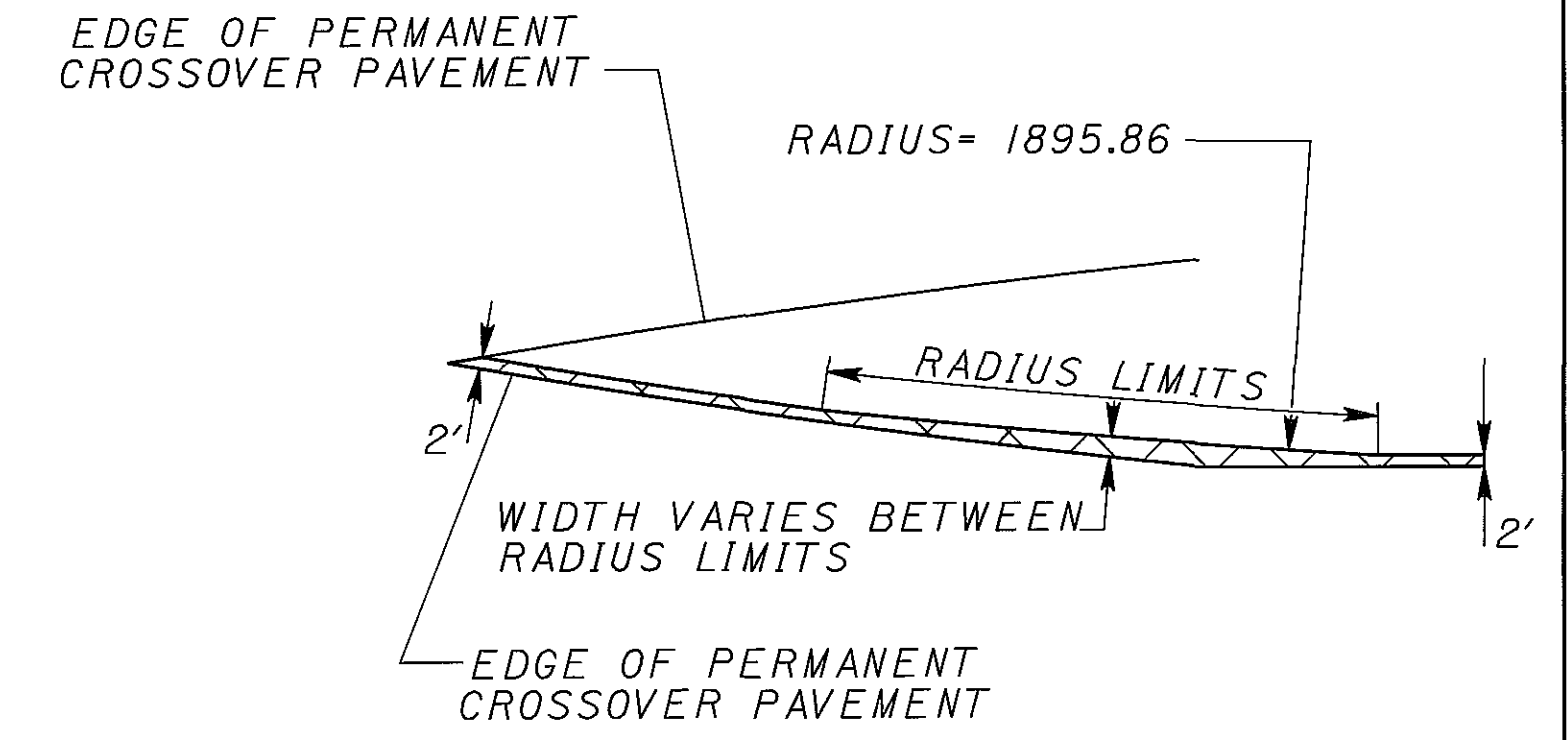 EDGE OF PERMANENT
CROSSOVER PAVEMENT
RADIUS= 1895.86
RADIUS LIMITS
2'
WIDTH VARIES BETWEEN
RADIUS LIMITS
2'
EDGE OF PERMANENT
CROSSOVER PAVEMENT